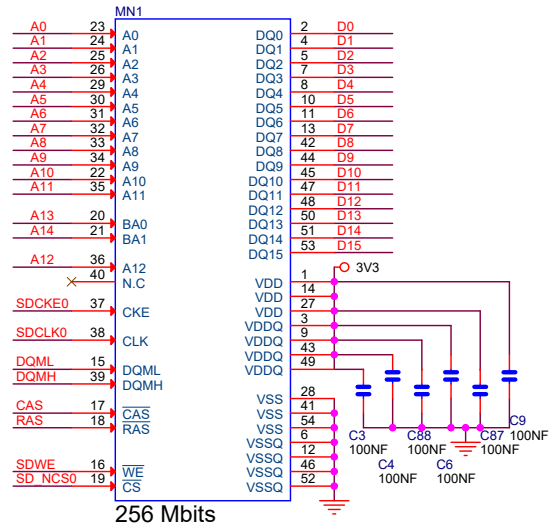 MN1
A0 23 A0 DQ0 2 D0
A1 24 A1 DQ1 4 D1
A2 25 A2 DQ2 5 D2
A3 26 A3 DQ3 7 D3
A4 29 A4 DQ4 8 D4
A5 30 A5 DQ5 10 D5
A6 31 A6 DQ6 11 D6
A7 32 A7 DQ7 13 D7
A8 33 A8 DQ8 42 D8
A9 34 A9 DQ9 44 D9
A10 22 A10 DQ10 45 D10
A11 35 A11 DQ11 47 D11
DQ12 48 D12
A13 20 BA0 DQ13 50 D13
A14 21 BA1 DQ14 51 D14
DQ15 53 D15
A12 36 A12
3V3
40 N.C VDD 1
VDD 14
SDCKE0 37 CKE VDD 27
VDDQ 3
SDCLK0 38 CLK VDDQ 9
VDDQ 43
DQML 15 DQML VDDQ 49
DQMH 39 DQMH
VSS 28
CAS 17 CAS VSS 41
RAS 18 RAS VSS 54
VSSQ 6
VSSQ 12
SDWE 16 WE VSSQ 46
SD_NCS0 19 CS VSSQ 52
C9
100NF
C3 C88 C87
100NF 100NF 100NF
C4 C6
100NF 100NF
256 Mbits